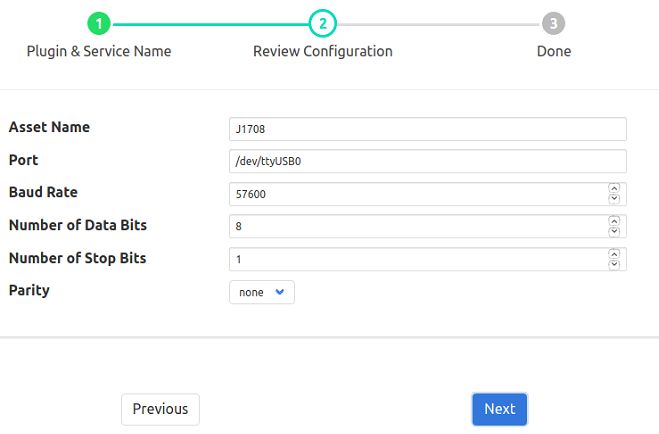 1 2 3
Plugin & Service Name Review Configuration Done
Asset Name J1708
Port /dev/ttyUSB0
Baud Rate 57600
Number of Data Bits 8
Number of Stop Bits 1
Parity none
Previous Next